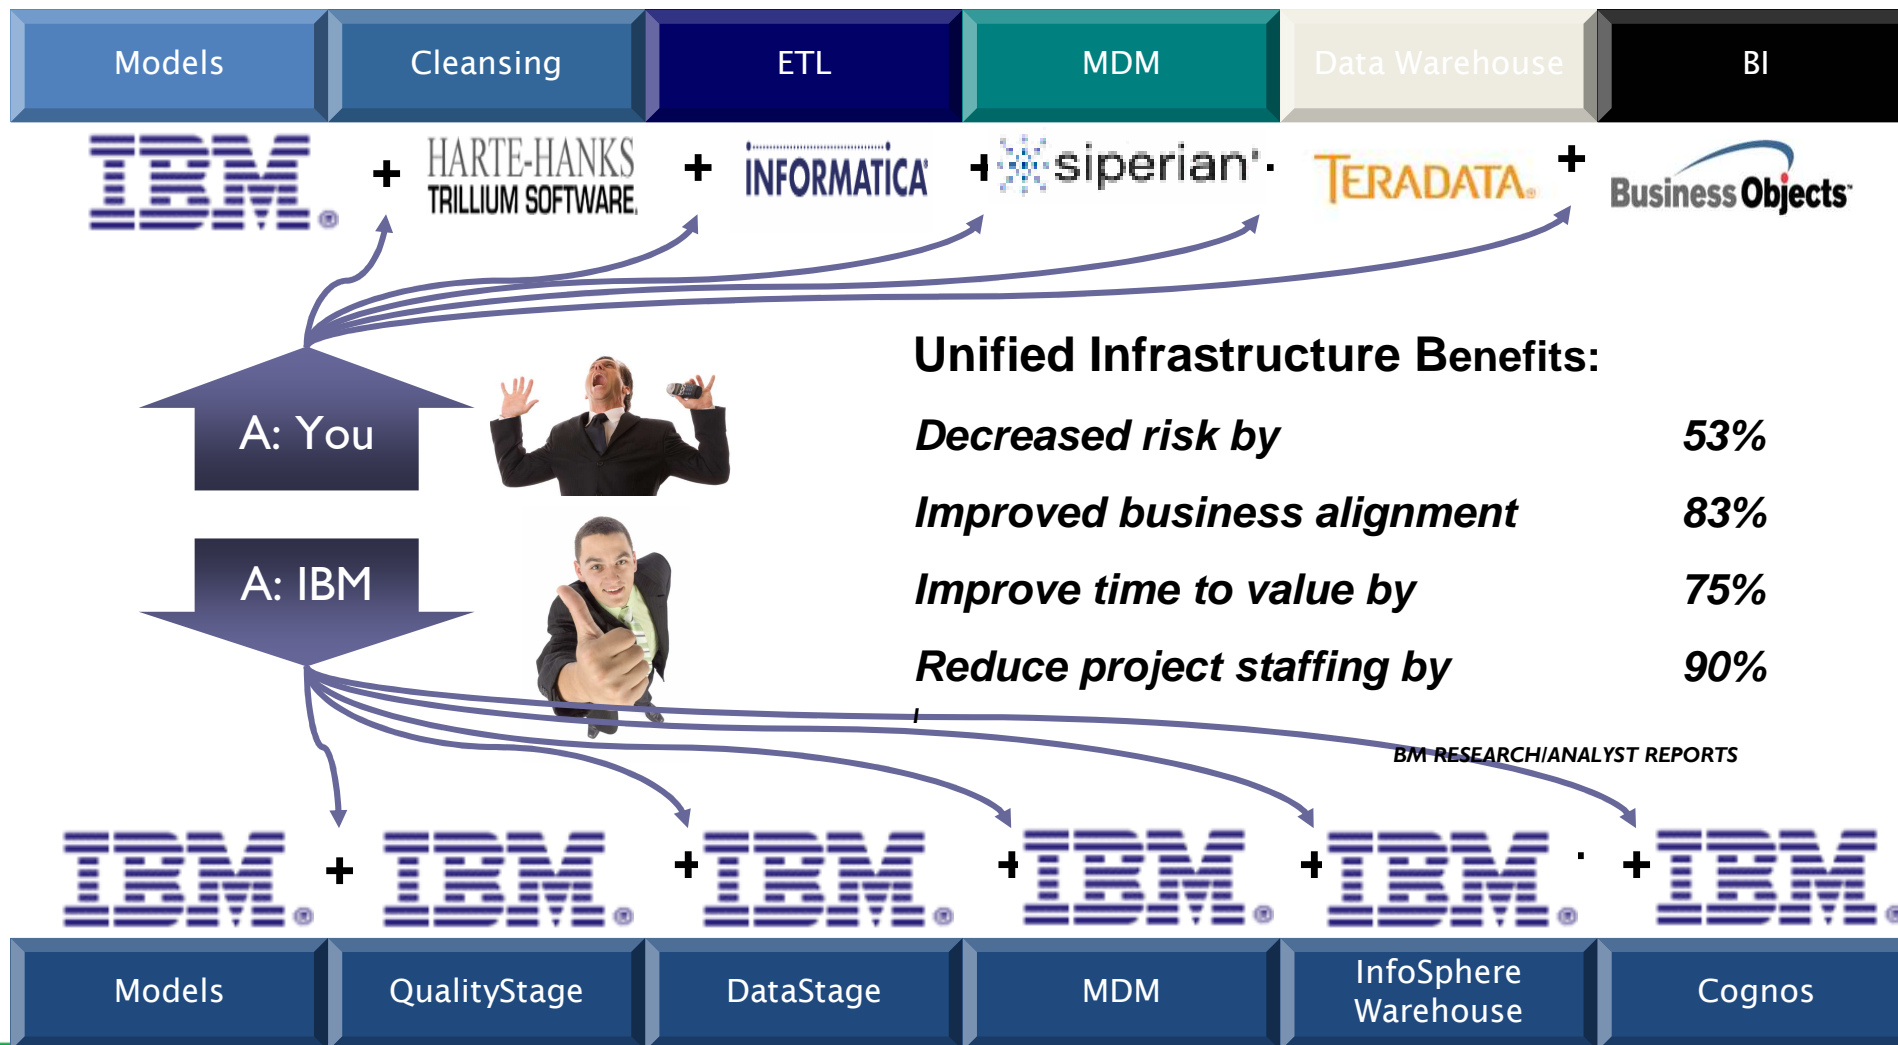 Models
Cleansing
ETL
MDM
Data Warehouse
BI
IBM®
+
HARTE-HANKS
TRILLIUM SOFTWARE.
+
INFORMATICA®
+
siperian
TERADATA®
+
Business Objects™
A: You
A: IBM
Unified Infrastructure Benefits:
Decreased risk by 53%
Improved business alignment 83%
Improve time to value by 75%
Reduce project staffing by 90%
I
BM RESEARCH/ANALYST REPORTS
IBM®
+
IBM®
+
IBM®
+
IBM®
+
IBM®
+
IBM®
Models
QualityStage
DataStage
MDM
InfoSphere
Warehouse
Cognos